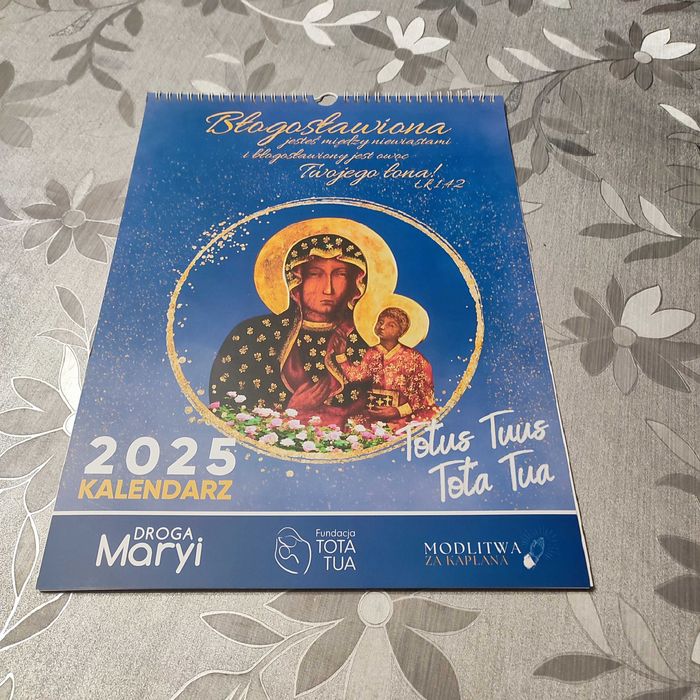 Błogosławiona
jesteś między niewiastami
i błogosławiony jest owoc
Twojego łona!
Łk 1,42
Totus Tuus
Tota Tua
2025
KALENDARZ
DROGA
Maryi
Fundacja
TOTA
TUA
MODLITWA
ZA KAPŁANA